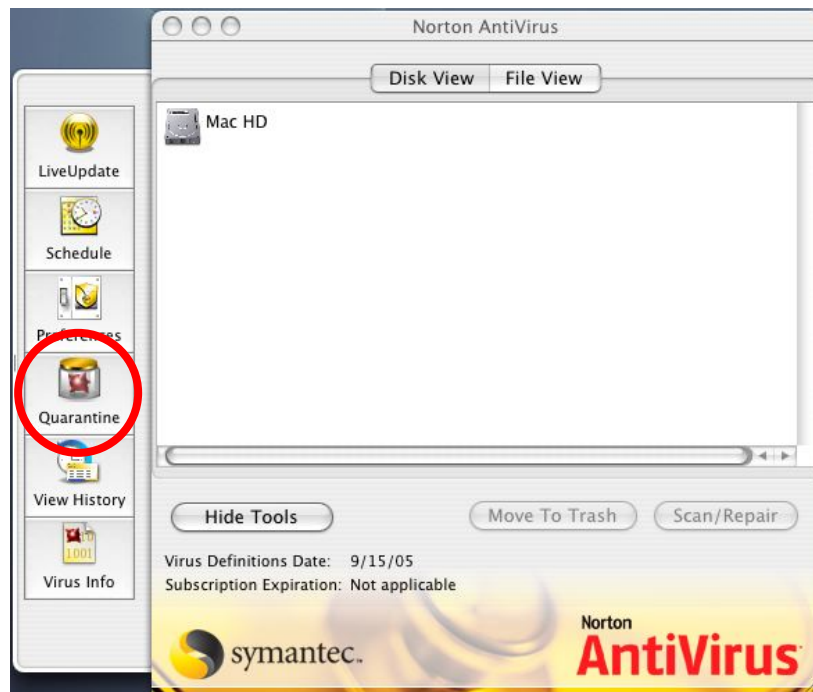 Norton AntiVirus
Disk View File View
Mac HD
LiveUpdate
Schedule
Preferences
Quarantine
View History
Virus Info
Hide Tools Move To Trash Scan/Repair
Virus Definitions Date: 9/15/05
Subscription Expiration: Not applicable
symantec.
Norton
AntiVirus
1001